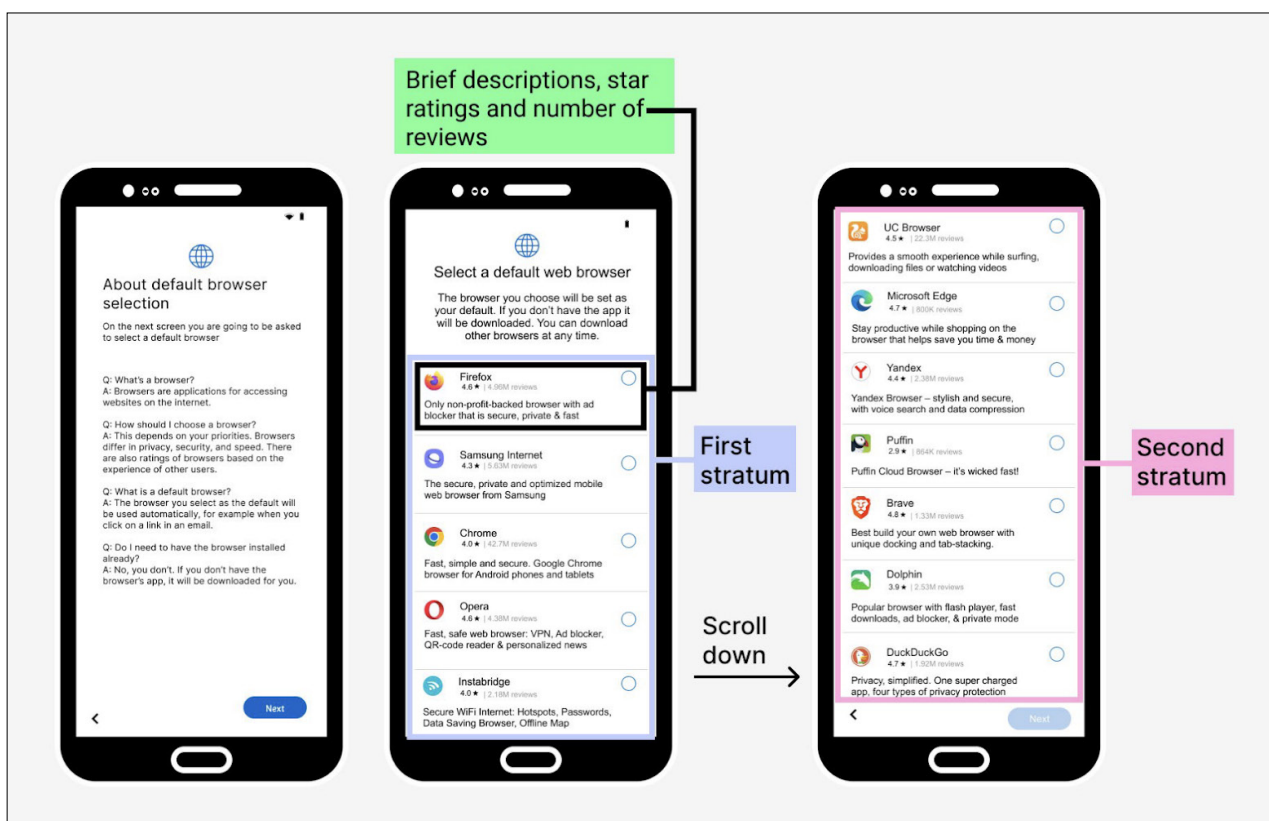 Brief descriptions, star
ratings and number of
reviews
About default browser
selection
On the next screen you are going to be asked
to select a default browser
Q: What's a browser?
A: Browsers are applications for accessing
websites on the internet.
Q: How should I choose a browser?
A: This depends on your priorities. Browsers
differ in privacy, security, and speed. There
are also ratings of browsers based on the
experience of other users.
Q: What is a default browser?
A: The browser you select as the default will
be used automatically, for example when you
click on a link in an email.
Q: Do I need to have the browser installed
already?
A: No, you don't. If you don't have the
browser's app, it will be downloaded for you.
Next
Select a default web browser
The browser you choose will be set as
your default. If you don't have the app it
will be downloaded. You can download
other browsers at any time.
Firefox
4.6★ | 4.96M reviews
Only non-profit-backed browser with ad
blocker that is secure, private & fast
Samsung Internet
4.3★ | 5.63M reviews
The secure, private and optimized mobile
web browser from Samsung
Chrome
4.0★ | 42.7M reviews
Fast, simple and secure. Google Chrome
browser for Android phones and tablets
Opera
4.6★ | 4.38M reviews
Fast, safe web browser: VPN, Ad blocker,
QR-code reader & personalized news
Instabridge
4.0★ | 2.18M reviews
Secure WiFi Internet: Hotspots, Passwords,
Data Saving Browser, Offline Map
First
stratum
Scroll
down
UC Browser
4.5★ | 22.3M reviews
Provides a smooth experience while surfing,
downloading files or watching videos
Microsoft Edge
4.7★ | 800K reviews
Stay productive while shopping on the
browser that helps save you time & money
Yandex
4.4★ | 2.38M reviews
Yandex Browser – stylish and secure,
with voice search and data compression
Puffin
2.9★ | 664K reviews
Puffin Cloud Browser – it's wicked fast!
Brave
4.8★ | 1.33M reviews
Best build your own web browser with
unique docking and tab-stacking.
Dolphin
3.9★ | 2.53M reviews
Popular browser with flash player, fast
downloads, ad blocker, & private mode
DuckDuckGo
4.7★ | 1.92M reviews
Privacy, simplified. One super charged
app, four types of privacy protection
Next
Second
stratum